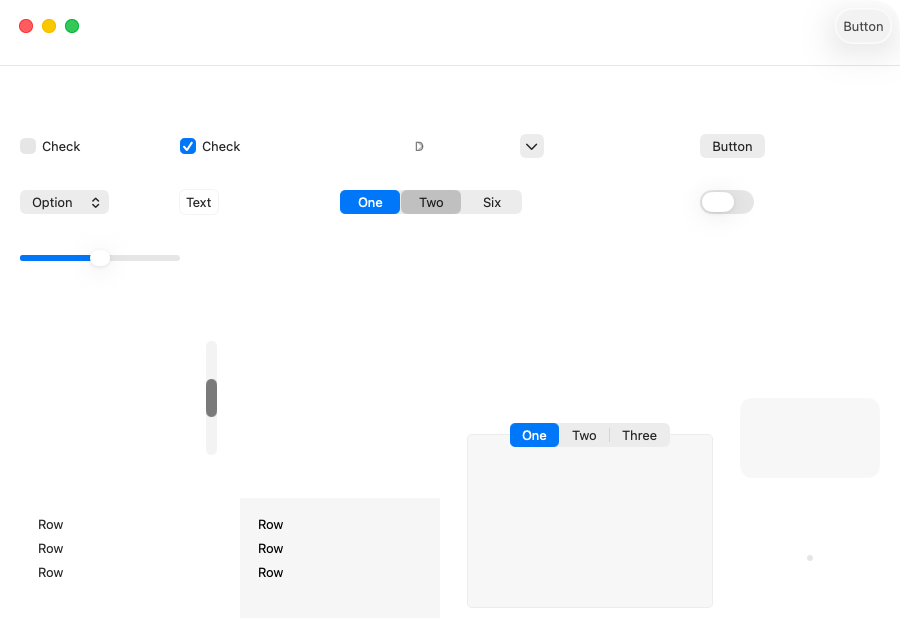 Button
Check
Check
Button
Option
Text
One
Two
Six
One
Two
Three
Row
Row
Row
Row
Row
Row